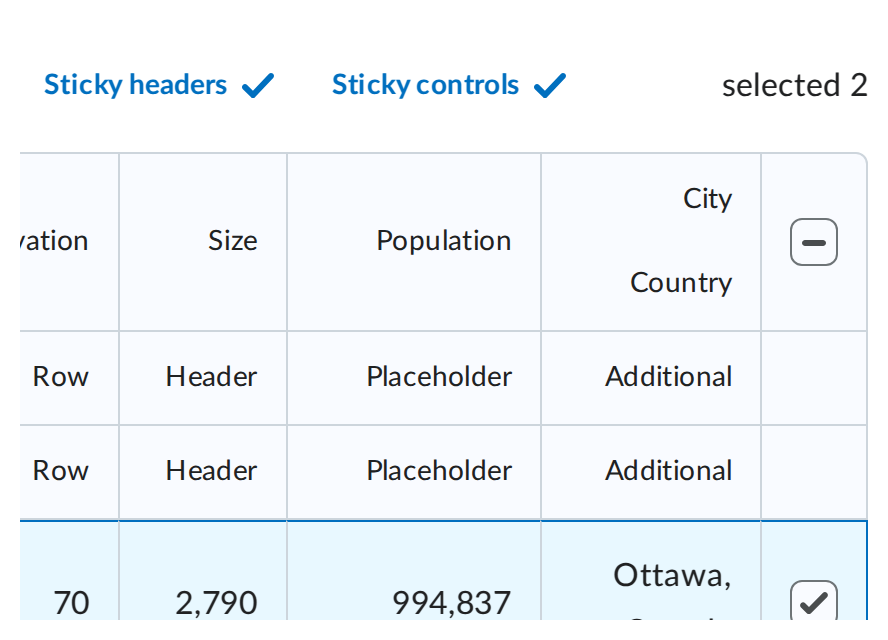 Sticky headers Sticky controls selected 2
City
vation Size Population
Country
Row Header Placeholder Additional
Row Header Placeholder Additional
Ottawa,
70 2,790 994,837